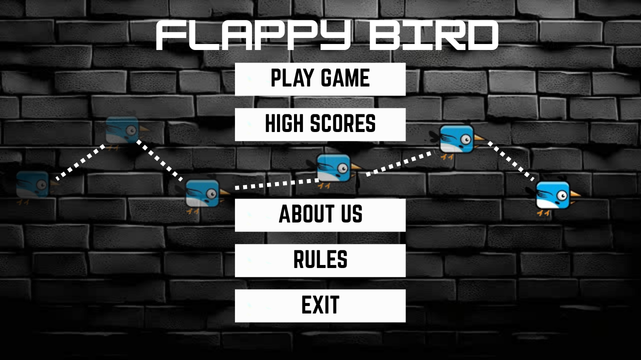 FLAPPY BIRD
PLAY GAME
HIGH SCORES
ABOUT US
RULES
EXIT